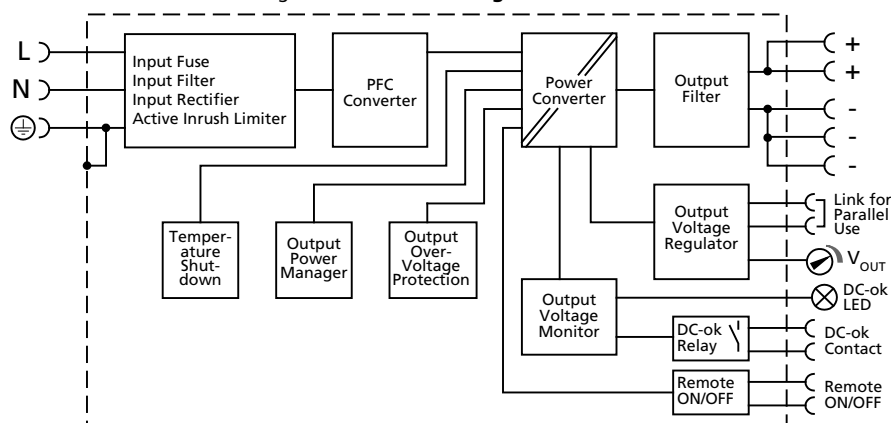 L
N
Input Fuse
Input Filter
Input Rectifier
Active Inrush Limiter
PFC
Converter
Power
Converter
Output
Filter
+
+
-
-
-
Temper-
ature
Shut-
down
Output
Power
Manager
Output
Over-
Voltage
Protection
Output
Voltage
Regulator
Link for
Parallel
Use
VOUT
Output
Voltage
Monitor
DC-ok
LED
DC-ok
Relay
DC-ok
Contact
Remote
ON/OFF
Remote
ON/OFF